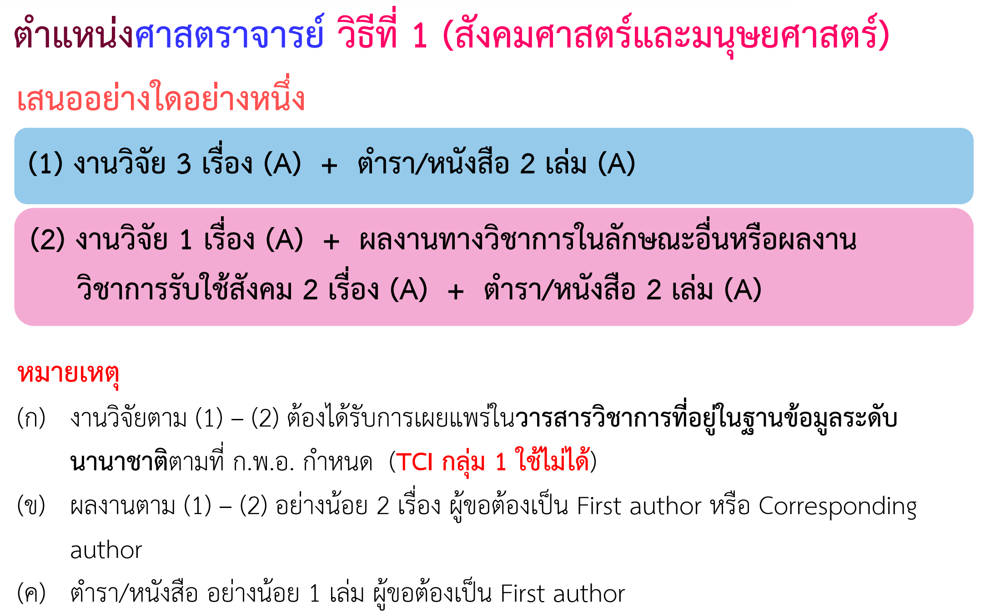 ตำแหน่งศาสตราจารย์ วิธีที่ 1 (สังคมศาสตร์และมนุษยศาสตร์)
เสนออย่างใดอย่างหนึ่ง
(1) งานวิจัย 3 เรื่อง (A) + ตำรา/หนังสือ 2 เล่ม (A)
(2) งานวิจัย 1 เรื่อง (A) + ผลงานทางวิชาการในลักษณะอื่นหรือผลงาน
วิชาการรับใช้สังคม 2 เรื่อง (A) + ตำรา/หนังสือ 2 เล่ม (A)
หมายเหตุ
(ก) งานวิจัยตาม (1) – (2) ต้องได้รับการเผยแพร่ในวารสารวิชาการที่อยู่ในฐานข้อมูลระดับ
นานาชาติตามที่ ก.พ.อ. กำหนด (TCI กลุ่ม 1 ใช้ไม่ได้)
(ข) ผลงานตาม (1) – (2) อย่างน้อย 2 เรื่อง ผู้ขอต้องเป็น First author หรือ Corresponding
author
(ค) ตำรา/หนังสือ อย่างน้อย 1 เล่ม ผู้ขอต้องเป็น First author